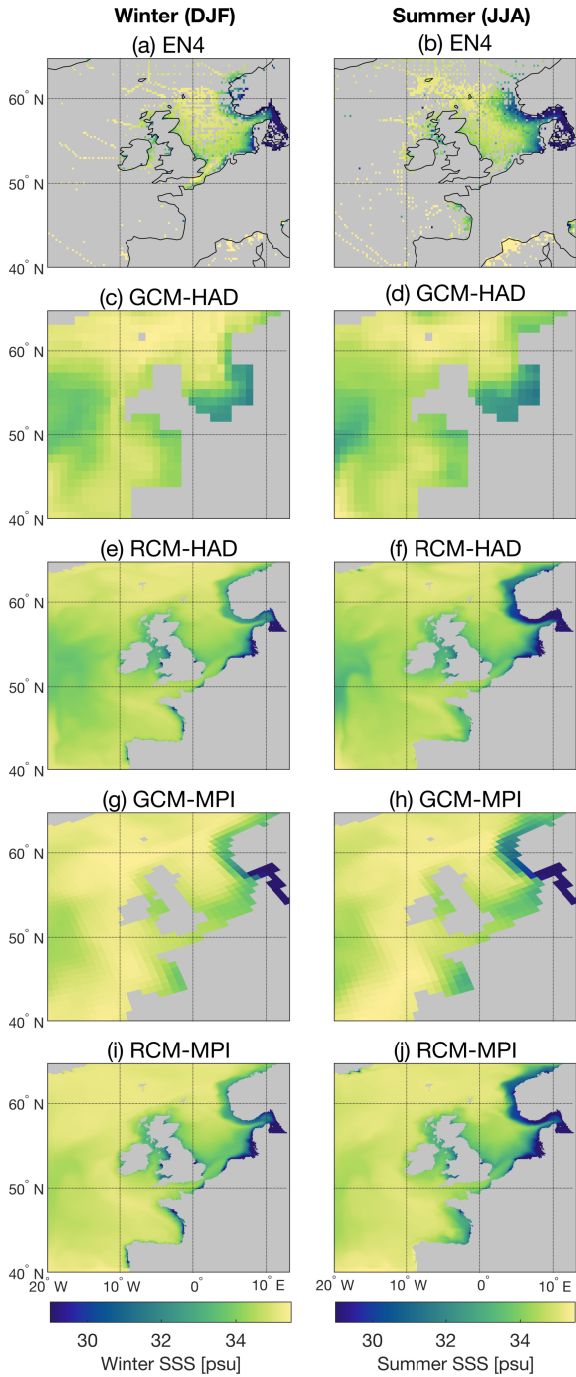 Winter (DJF) Summer (JJA)
(a) EN4 (b) EN4
60° N
50° N
40° N
(c) GCM-HAD (d) GCM-HAD
60° N
50° N
40° N
(e) RCM-HAD (f) RCM-HAD
60° N
50° N
40° N
(g) GCM-MPI (h) GCM-MPI
60° N
50° N
40° N
(i) RCM-MPI (j) RCM-MPI
60° N
50° N
40° N
20° W 10° W 0° 10° E 20° W 10° W 0° 10° E
30 32 34 30 32 34
Winter SSS [psu] Summer SSS [psu]